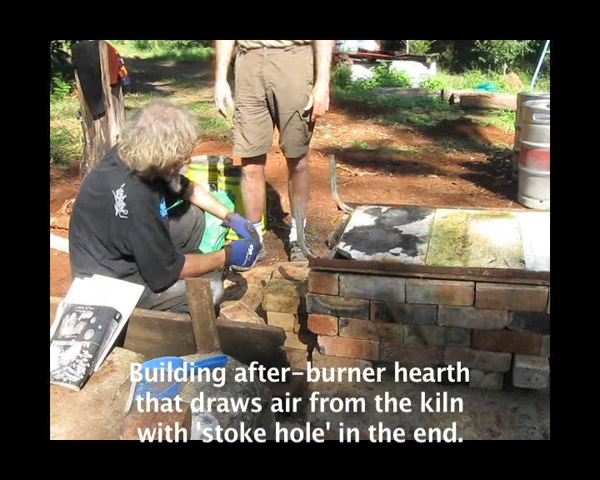 Building after-burner hearth
that draws air from the kiln
with 'stoke hole' in the end.